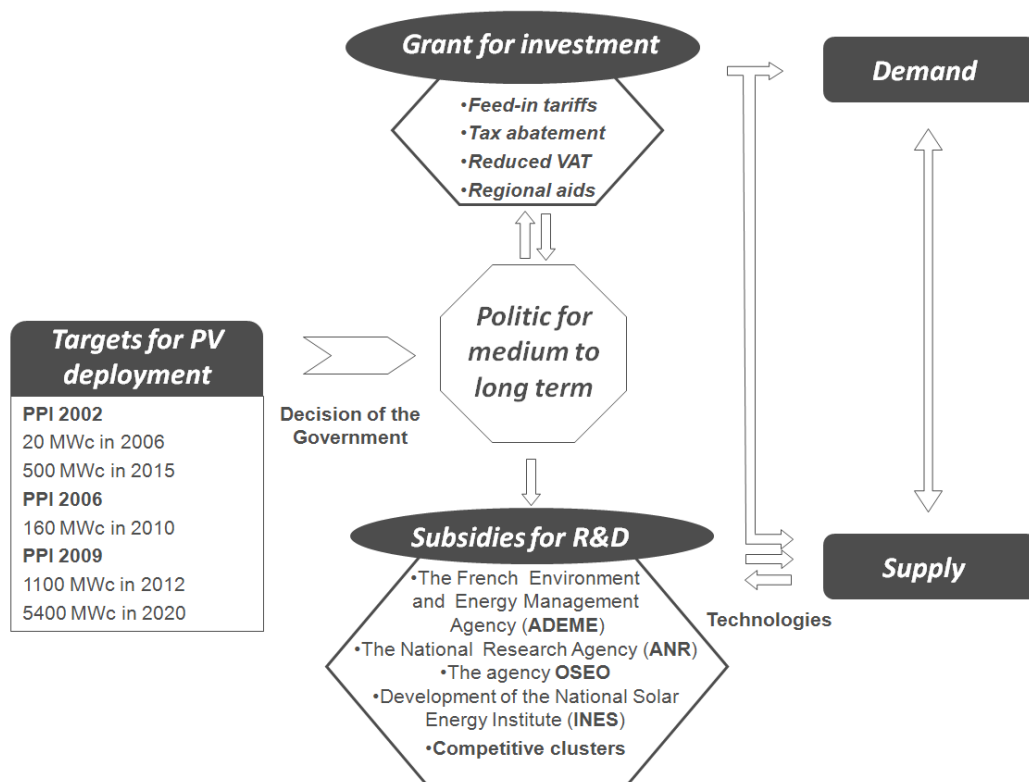 Grant for investment
•Feed-in tariffs
•Tax abatement
•Reduced VAT
•Regional aids
Demand
Targets for PV
deployment
PPI 2002
20 MWc in 2006
500 MWc in 2015
PPI 2006
160 MWc in 2010
PPI 2009
1100 MWc in 2012
5400 MWc in 2020
Decision of the
Government
Politic for
medium to
long term
Subsidies for R&D
•The French Environment
and Energy Management
Agency (ADEME)
•The National Research Agency (ANR)
•The agency OSEO
•Development of the National Solar
Energy Institute (INES)
•Competitive clusters
Supply
Technologies